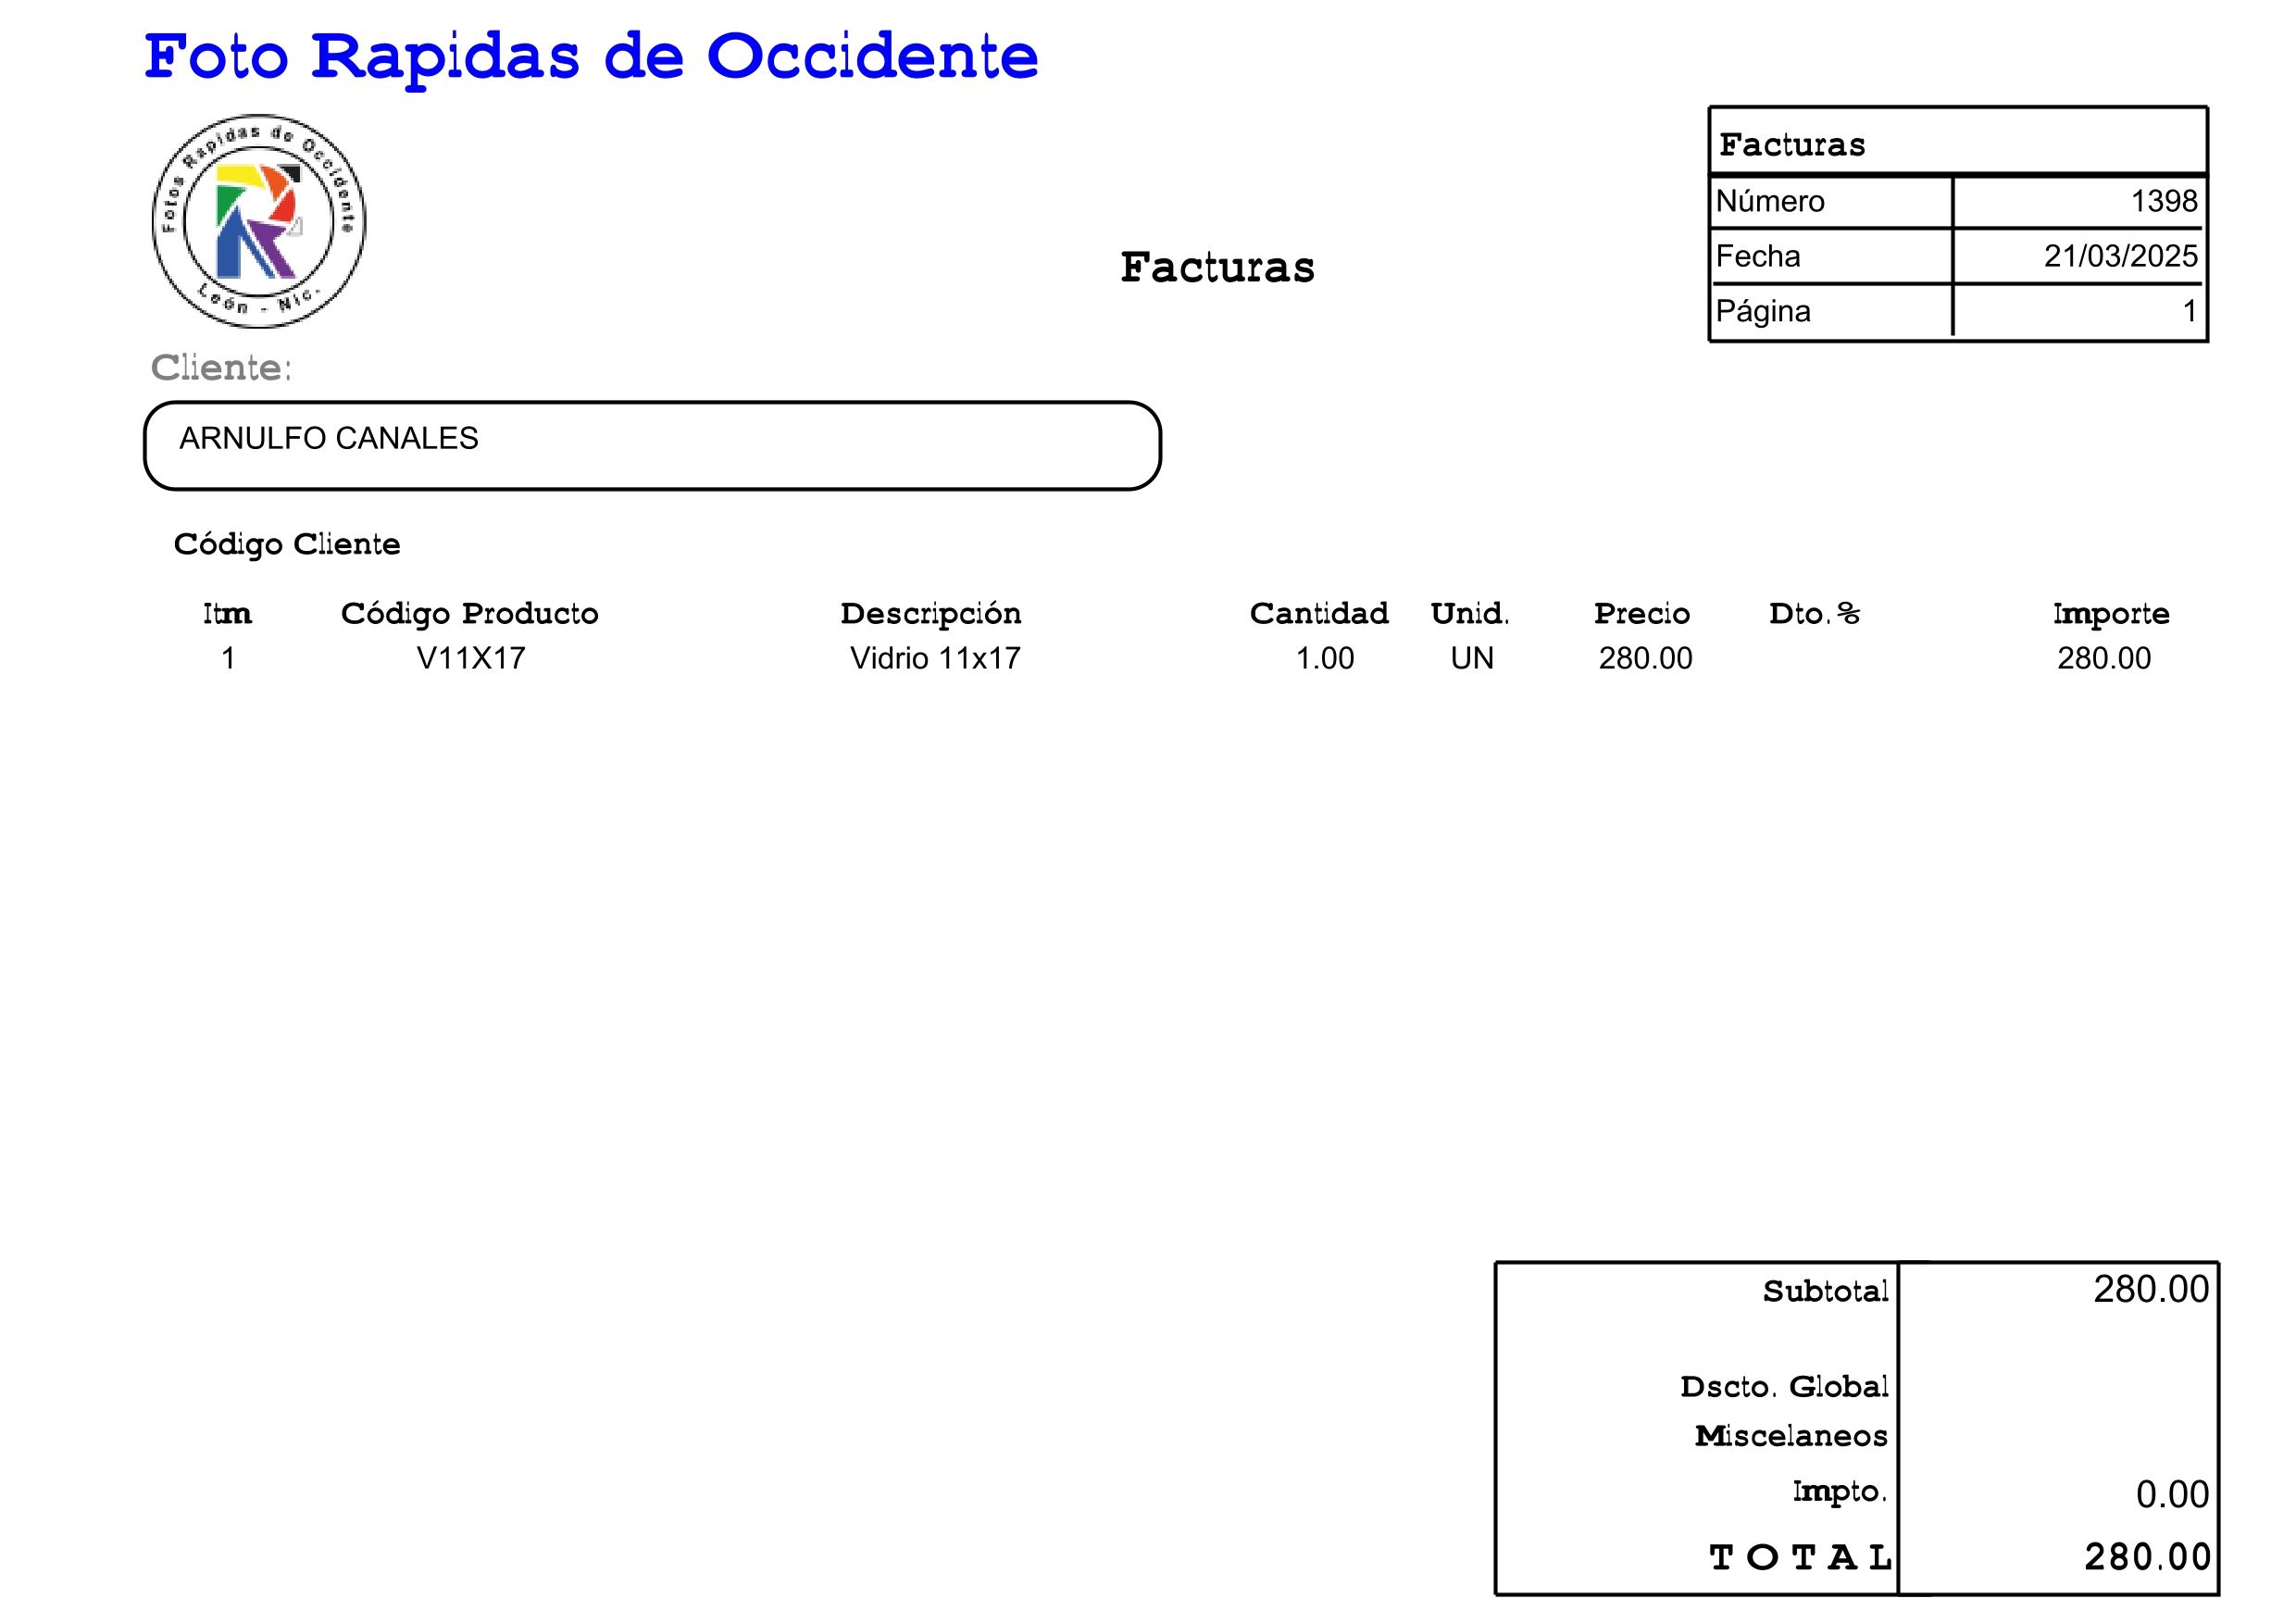 Foto Rapidas de Occidente
Fotos Rapidas de Occidente
León - Nic.
Facturas
Facturas
Número 1398
Fecha 21/03/2025
Página 1
Cliente:
ARNULFO CANALES
Código Cliente
Itm Código Producto Descripción Cantidad Unid. Precio Dto.% Importe
1 V11X17 Vidrio 11x17 1.00 UN 280.00 280.00
Subtotal 280.00
Dscto. Global
Miscelaneos
Impto. 0.00
TOTAL 280.00